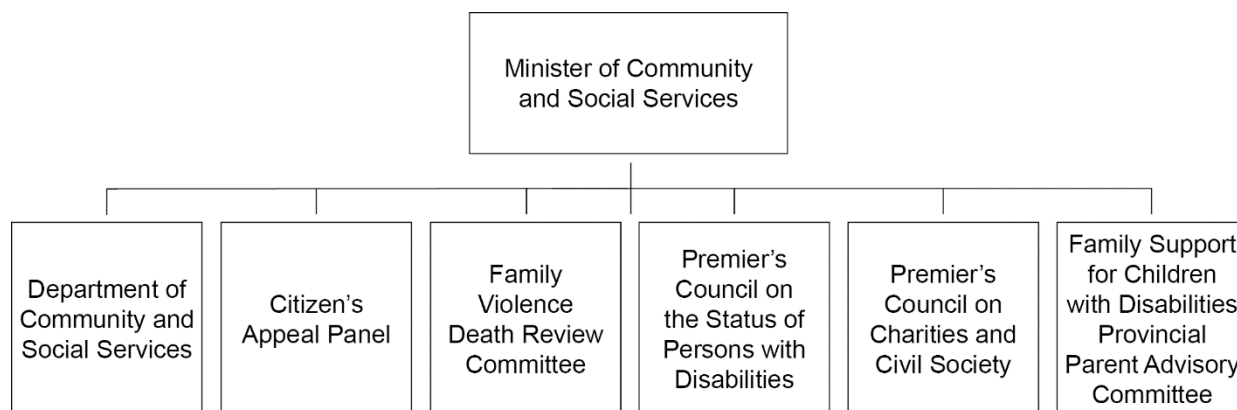 Minister of Community
and Social Services
Department of
Community and
Social Services
Citizen’s
Appeal Panel
Family
Violence
Death Review
Committee
Premier’s
Council on
the Status of
Persons with
Disabilities
Premier’s
Council on
Charities and
Civil Society
Family Support
for Children
with Disabilities
Provincial
Parent Advisory
Committee